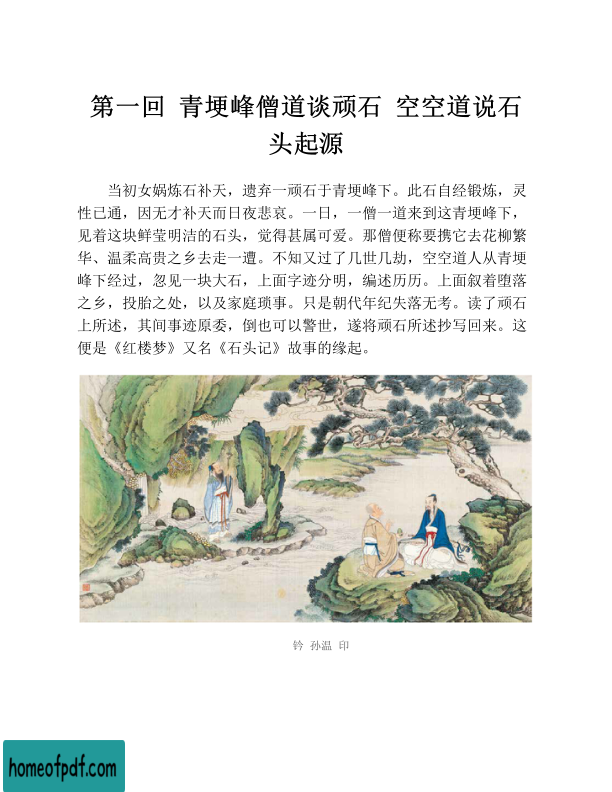 第一回 青埂峰僧道谈顽石 空空道说石
头起源
当初女娲炼石补天，遗弃一顽石于青埂峰下。此石自经锻炼，灵
性已通，因无才补天而日夜悲哀。一日，一僧一道来到这青埂峰下，
见着这块鲜莹明洁的石头，觉得甚属可爱。那僧便称要携它去花柳繁
华、温柔高贵之乡去走一遭。不知又过了几世几劫，空空道人从青埂
峰下经过，忽见一块大石，上面字迹分明，编述历历。上面叙着堕落
之乡，投胎之处，以及家庭琐事。只是朝代年纪失落无考。读了顽石
上所述，其间事迹原委，倒也可以警世，遂将顽石所述抄写回来。这
便是《红楼梦》又名《石头记》故事的缘起。
钤 孙温 印
homeofpdf.com